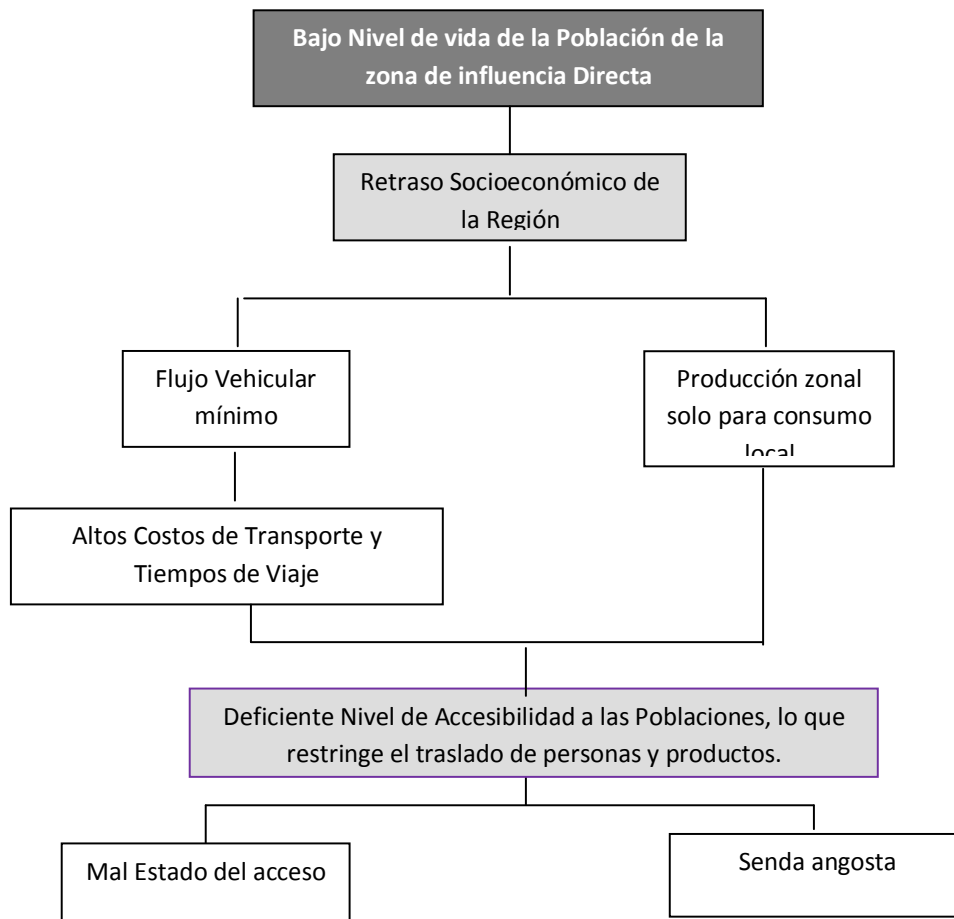 Bajo Nivel de vida de la Población de la
zona de influencia Directa
Retraso Socioeconómico de
la Región
Flujo Vehicular
mínimo
Producción zonal
solo para consumo
local
Altos Costos de Transporte y
Tiempos de Viaje
Deficiente Nivel de Accesibilidad a las Poblaciones, lo que
restringe el traslado de personas y productos.
Mal Estado del acceso
Senda angosta